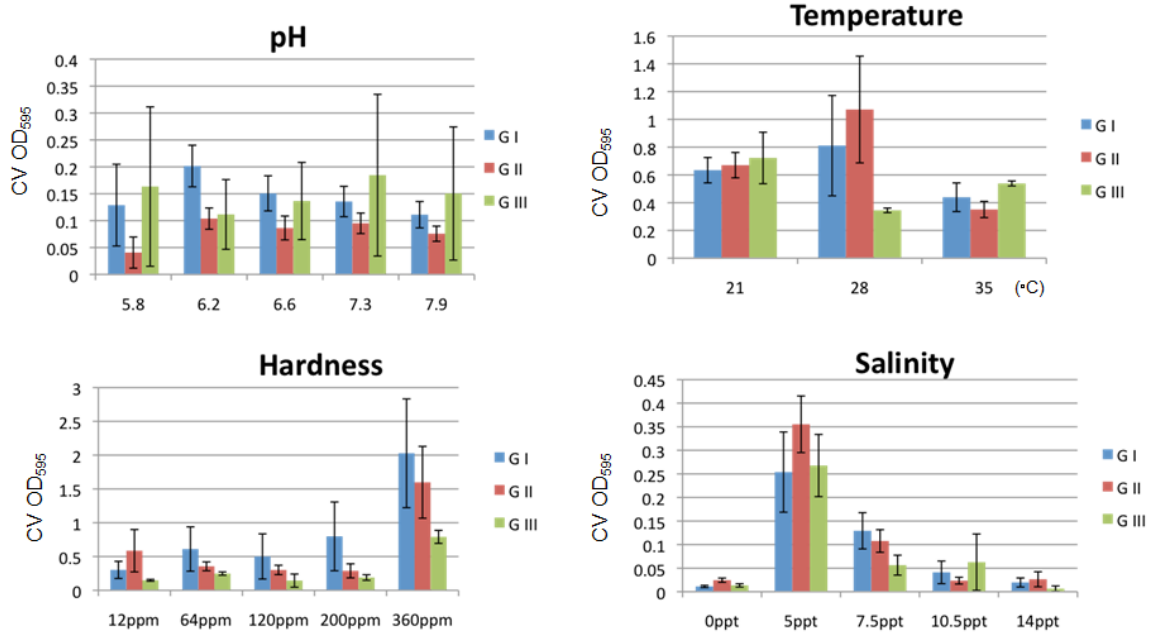 pH
CV OD595
0.4
0.35
0.3
0.25
0.2
0.15
0.1
0.05
0
5.8 6.2 6.6 7.3 7.9
G I
G II
G III
Temperature
CV OD595
1.6
1.4
1.2
1
0.8
0.6
0.4
0.2
0
21 28 35 (°C)
G I
G II
G III
Hardness
CV OD595
3
2.5
2
1.5
1
0.5
0
12ppm 64ppm 120ppm 200ppm 360ppm
G I
G II
G III
Salinity
CV OD595
0.45
0.4
0.35
0.3
0.25
0.2
0.15
0.1
0.05
0
0ppt 5ppt 7.5ppt 10.5ppt 14ppt
G I
G II
G III